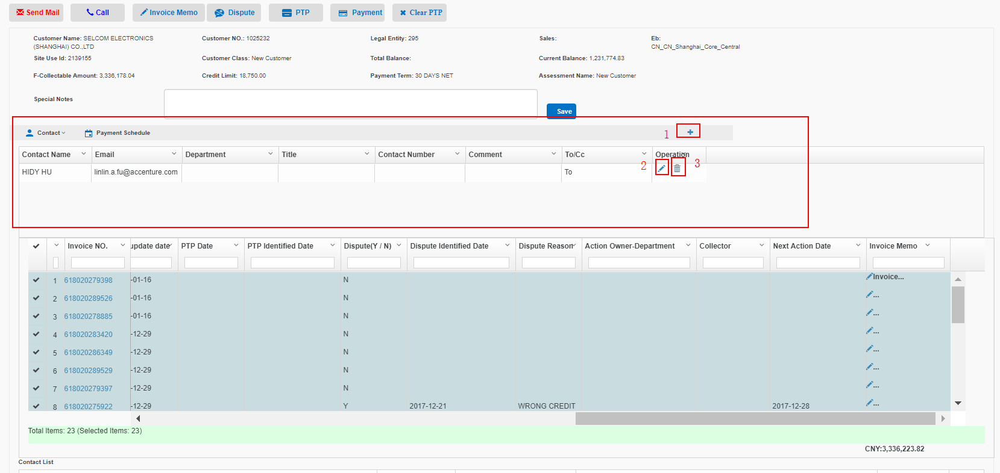 Send Mail Call Invoice Memo Dispute PTP Payment Clear PTP
Customer Name: SELCOM ELECTRONICS (SHANGHAI) CO.,LTD Customer NO.: 1025232 Legal Entity: 295 Sales: Eb: CN_CN_Shanghai_Core_Central
Site Use Id: 2139155 Customer Class: New Customer Total Balance: Current Balance: 1,231,774.83
F-Collectable Amount: 3,336,178.04 Credit Limit: 18,750.00 Payment Term: 30 DAYS NET Assessment Name: New Customer
Special Notes
Save
Contact Payment Schedule 1
Contact Name Email Department Title Contact Number Comment To/Cc Operation
HIDY HU linlin.a.fu@accenture.com To 2 3
Invoice NO. update date PTP Date PTP Identified Date Dispute(Y / N) Dispute Identified Date Dispute Reason Action Owner-Department Collector Next Action Date Invoice Memo
1 618020279398 -01-16 N Invoice...
2 618020289526 -01-16 N ...
3 618020278885 -01-16 N ...
4 618020283420 -12-29 N ...
5 618020286349 -12-29 N ...
6 618020289529 -12-29 N ...
7 618020279397 -12-29 N ...
8 618020275922 -12-29 Y 2017-12-21 WRONG CREDIT 2017-12-28 ...
Total Items: 23 (Selected Items: 23)
CNY:3,336,223.82
Contact List